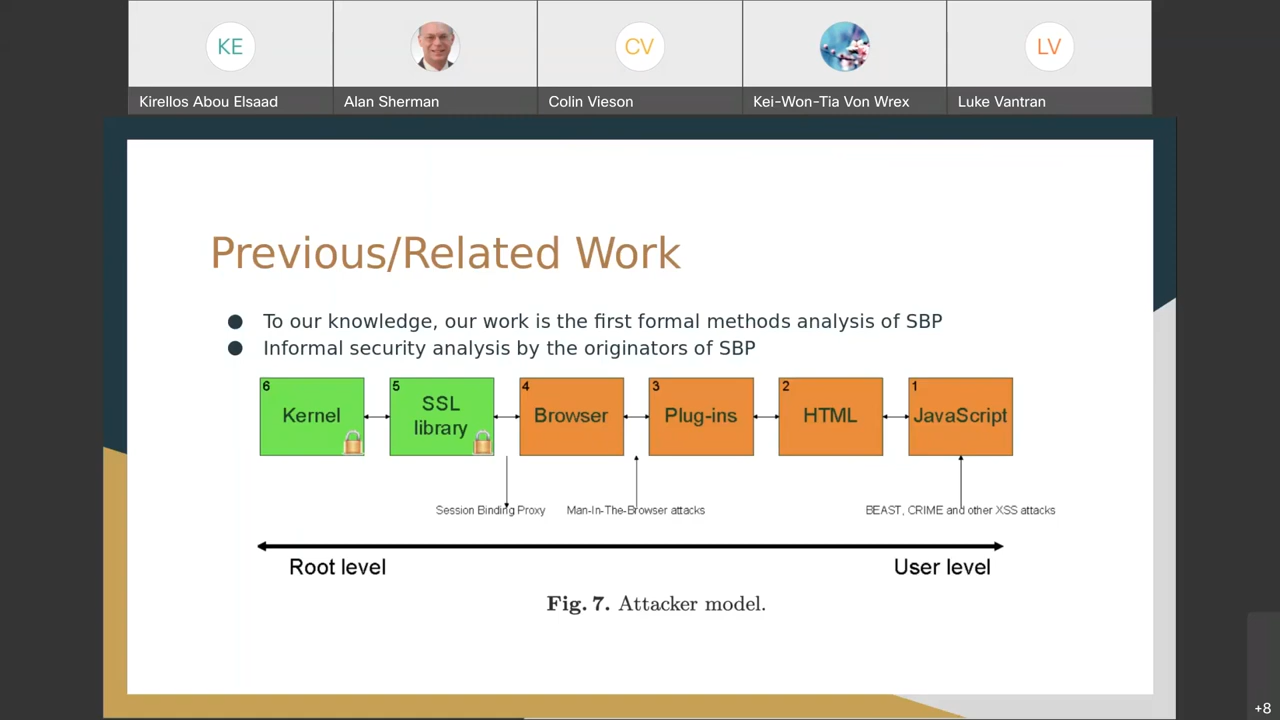 KE
CV
LV
Kirellos Abou Elsaad
Alan Sherman
Colin Vieson
Kei-Won-Tia Von Wrex
Luke Vantran
Previous/Related Work
To our knowledge, our work is the first formal methods analysis of SBP
Informal security analysis by the originators of SBP
6
Kernel
5
SSL
library
4
Browser
3
Plug-ins
2
HTML
1
JavaScript
Session Binding Proxy
Man-In-The-Browser attacks
BEAST, CRIME and other XSS attacks
Root level
User level
Fig. 7. Attacker model.
+8